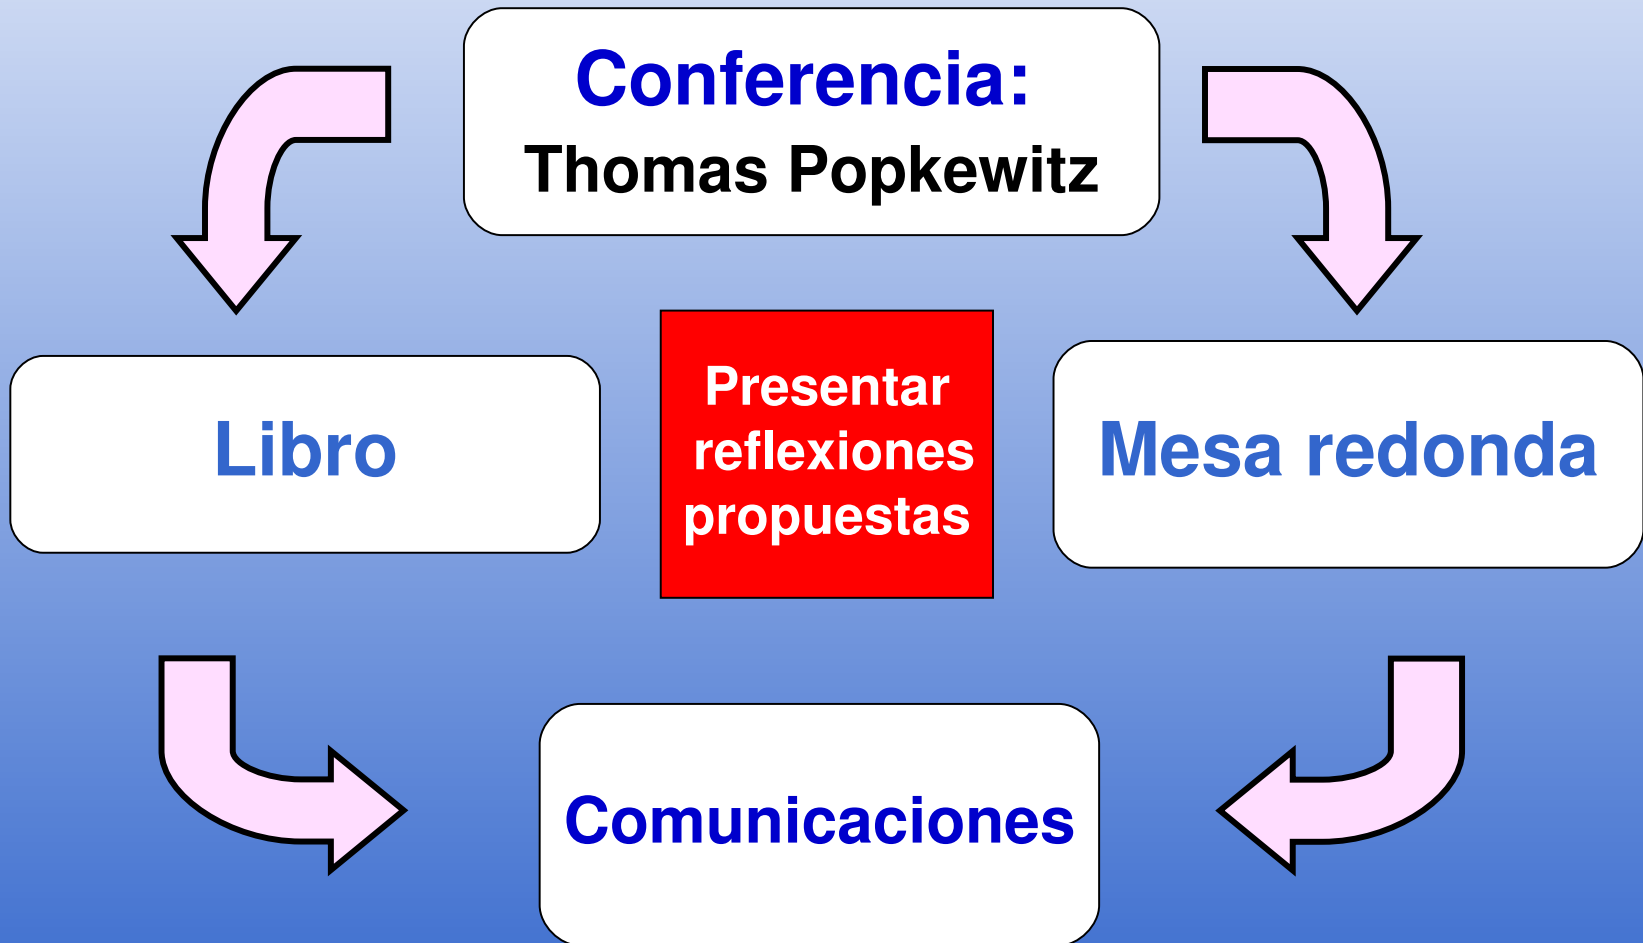 Conferencia:
Thomas Popkewitz
Libro
Presentar
reflexiones
propuestas
Mesa redonda
Comunicaciones